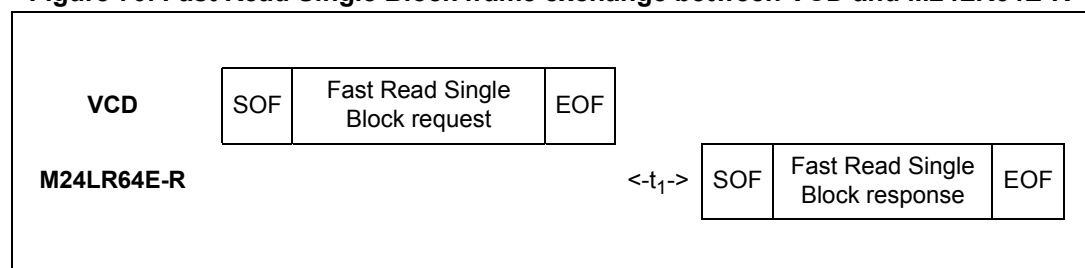 VCD SOF Fast Read Single Block request EOF
M24LR64E-R <-t1-> SOF Fast Read Single Block response EOF